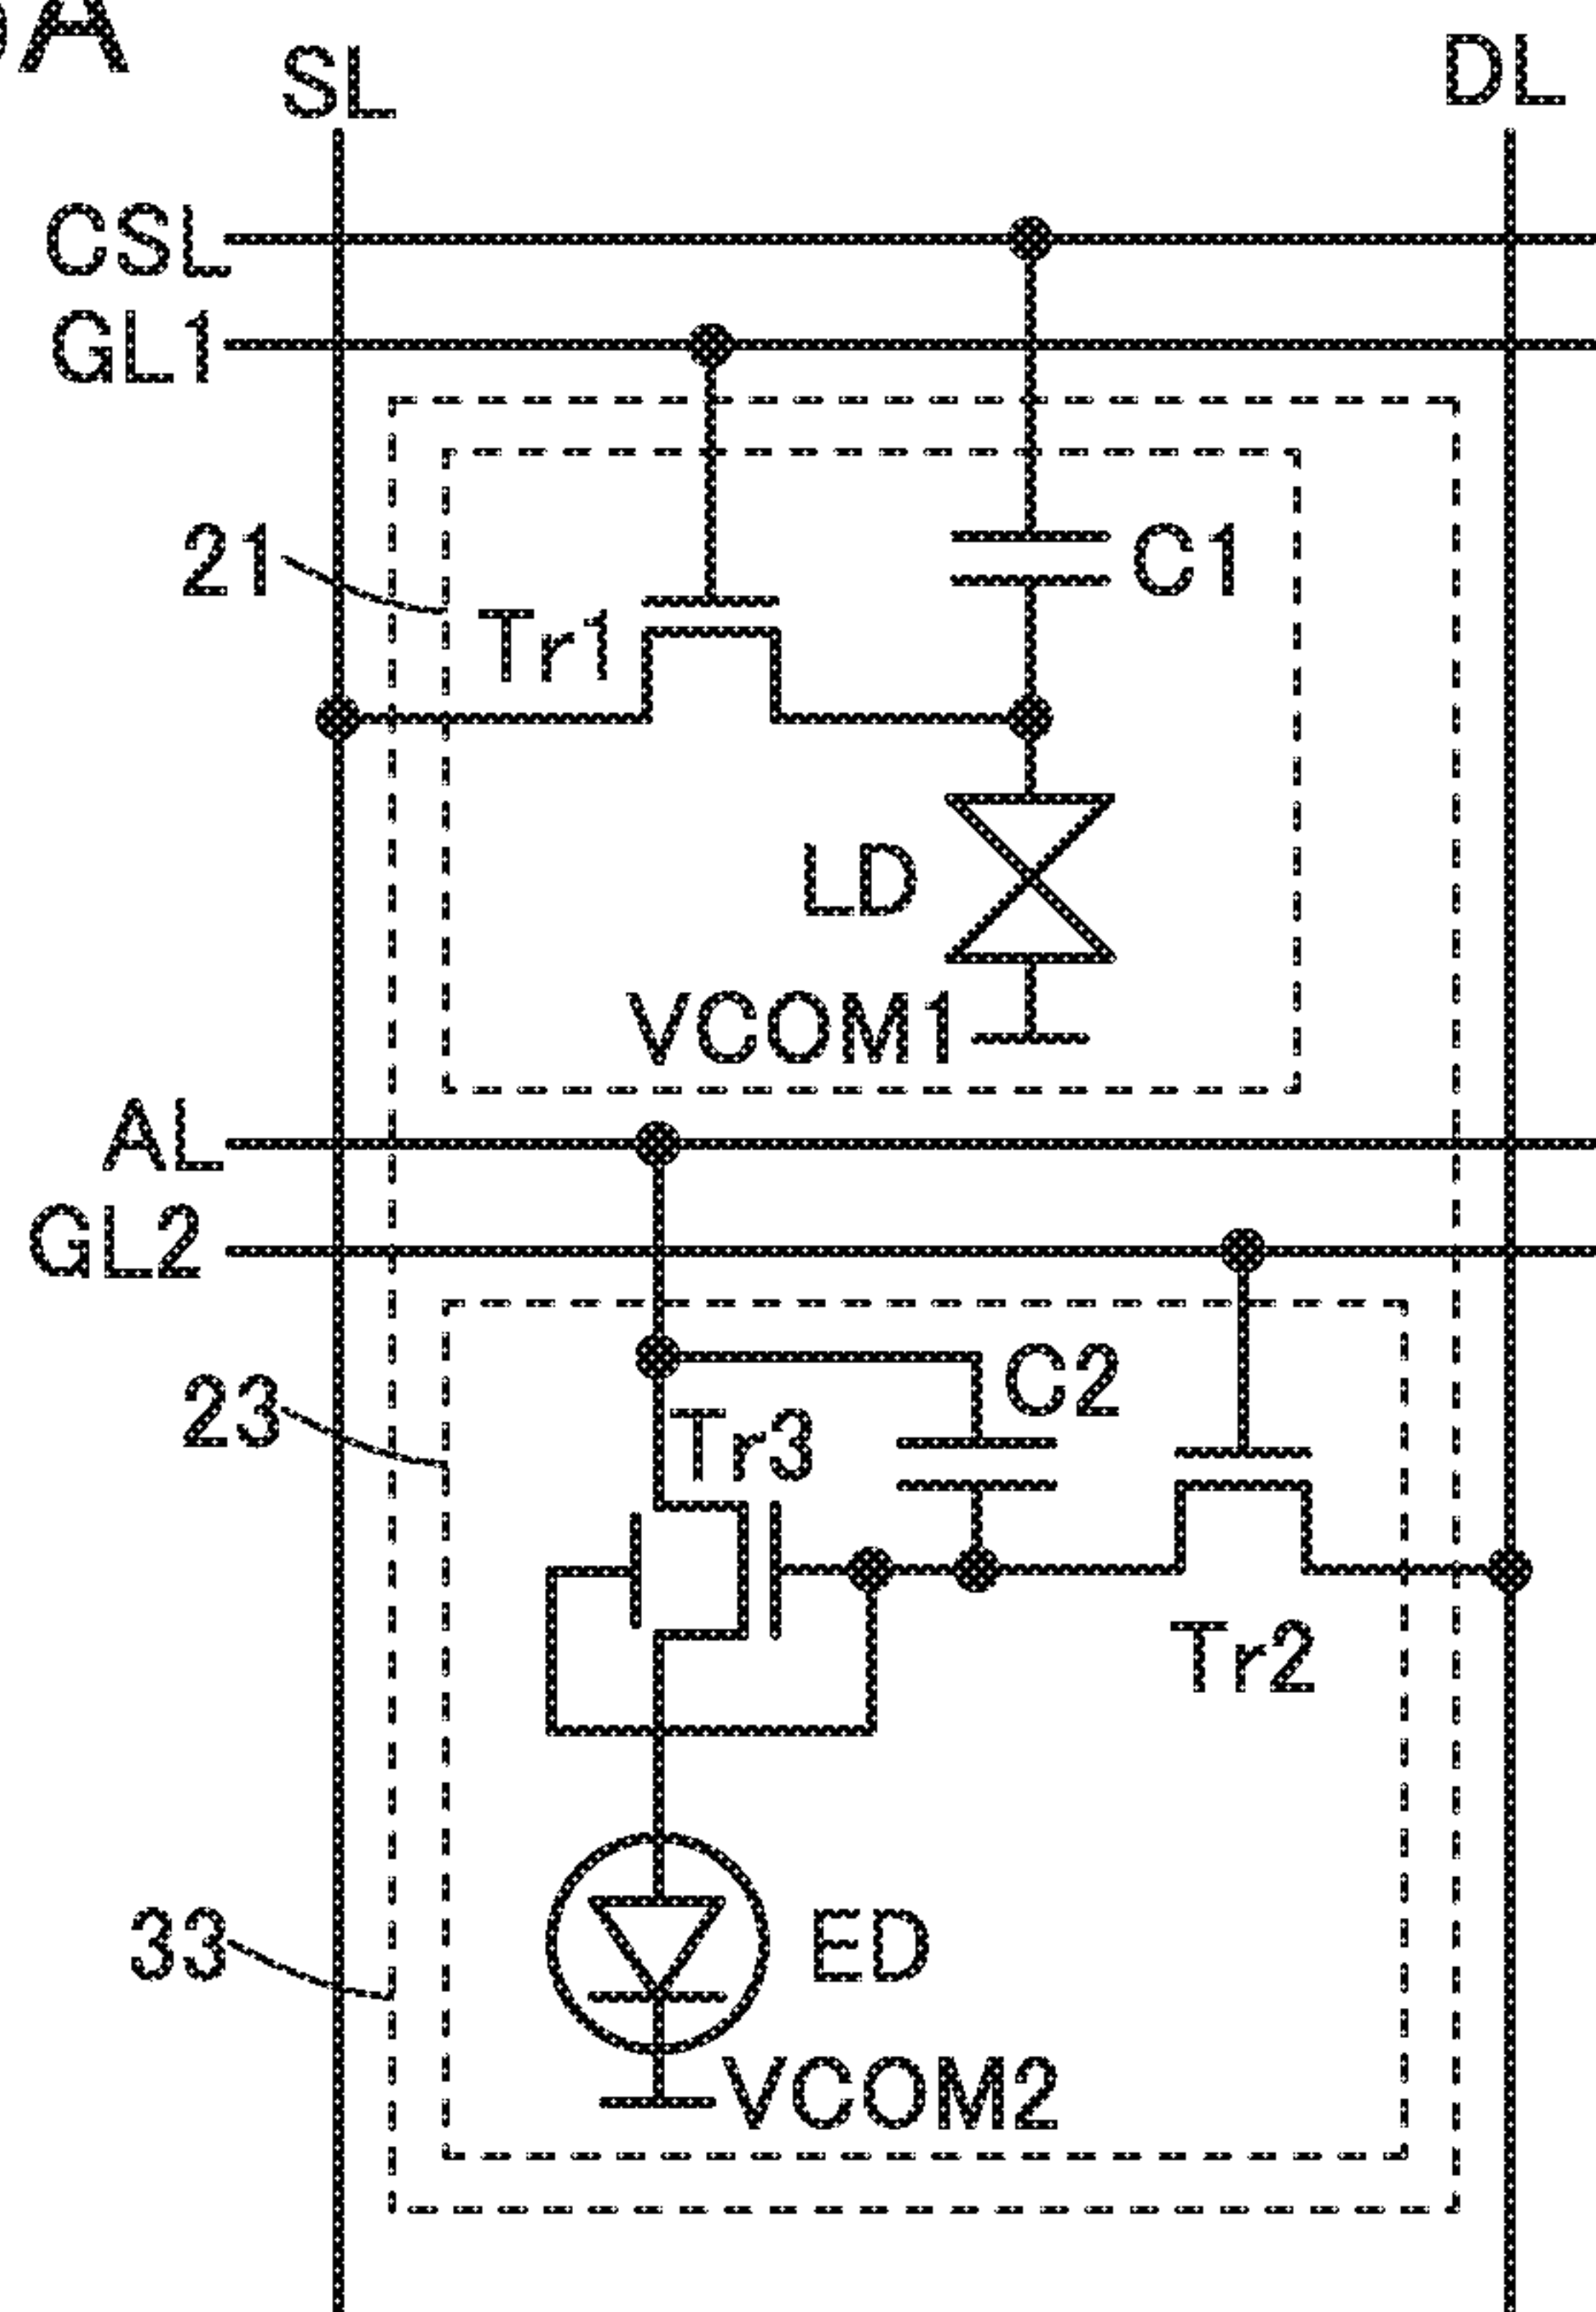 A
SL
DL
CSL
GL1
21
C1
Tr1
LD
VCOM1
AL
GL2
C2
23
Tr3
Tr2
33
ED
VCOM2